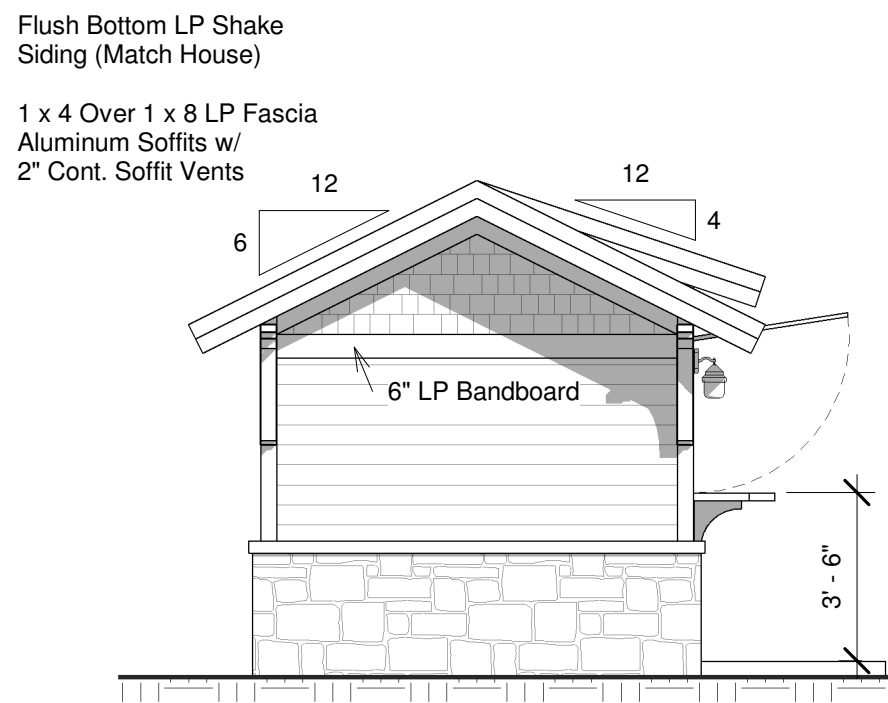 Flush Bottom LP Shake
Siding (Match House)
1 x 4 Over 1 x 8 LP Fascia
Aluminum Soffits w/
2" Cont. Soffit Vents
12
6
12
4
6" LP Bandboard
3' - 6"